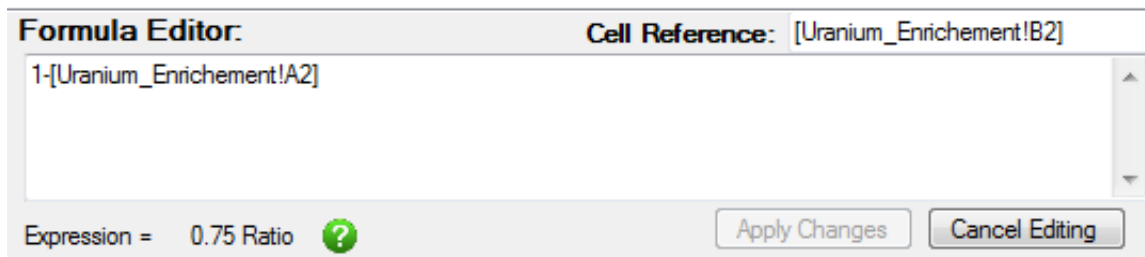 Formula Editor: Cell Reference: [Uranium_Enrichement!B2]
1-[Uranium_Enrichement!A2]
Expression = 0.75 Ratio ? Apply Changes Cancel Editing